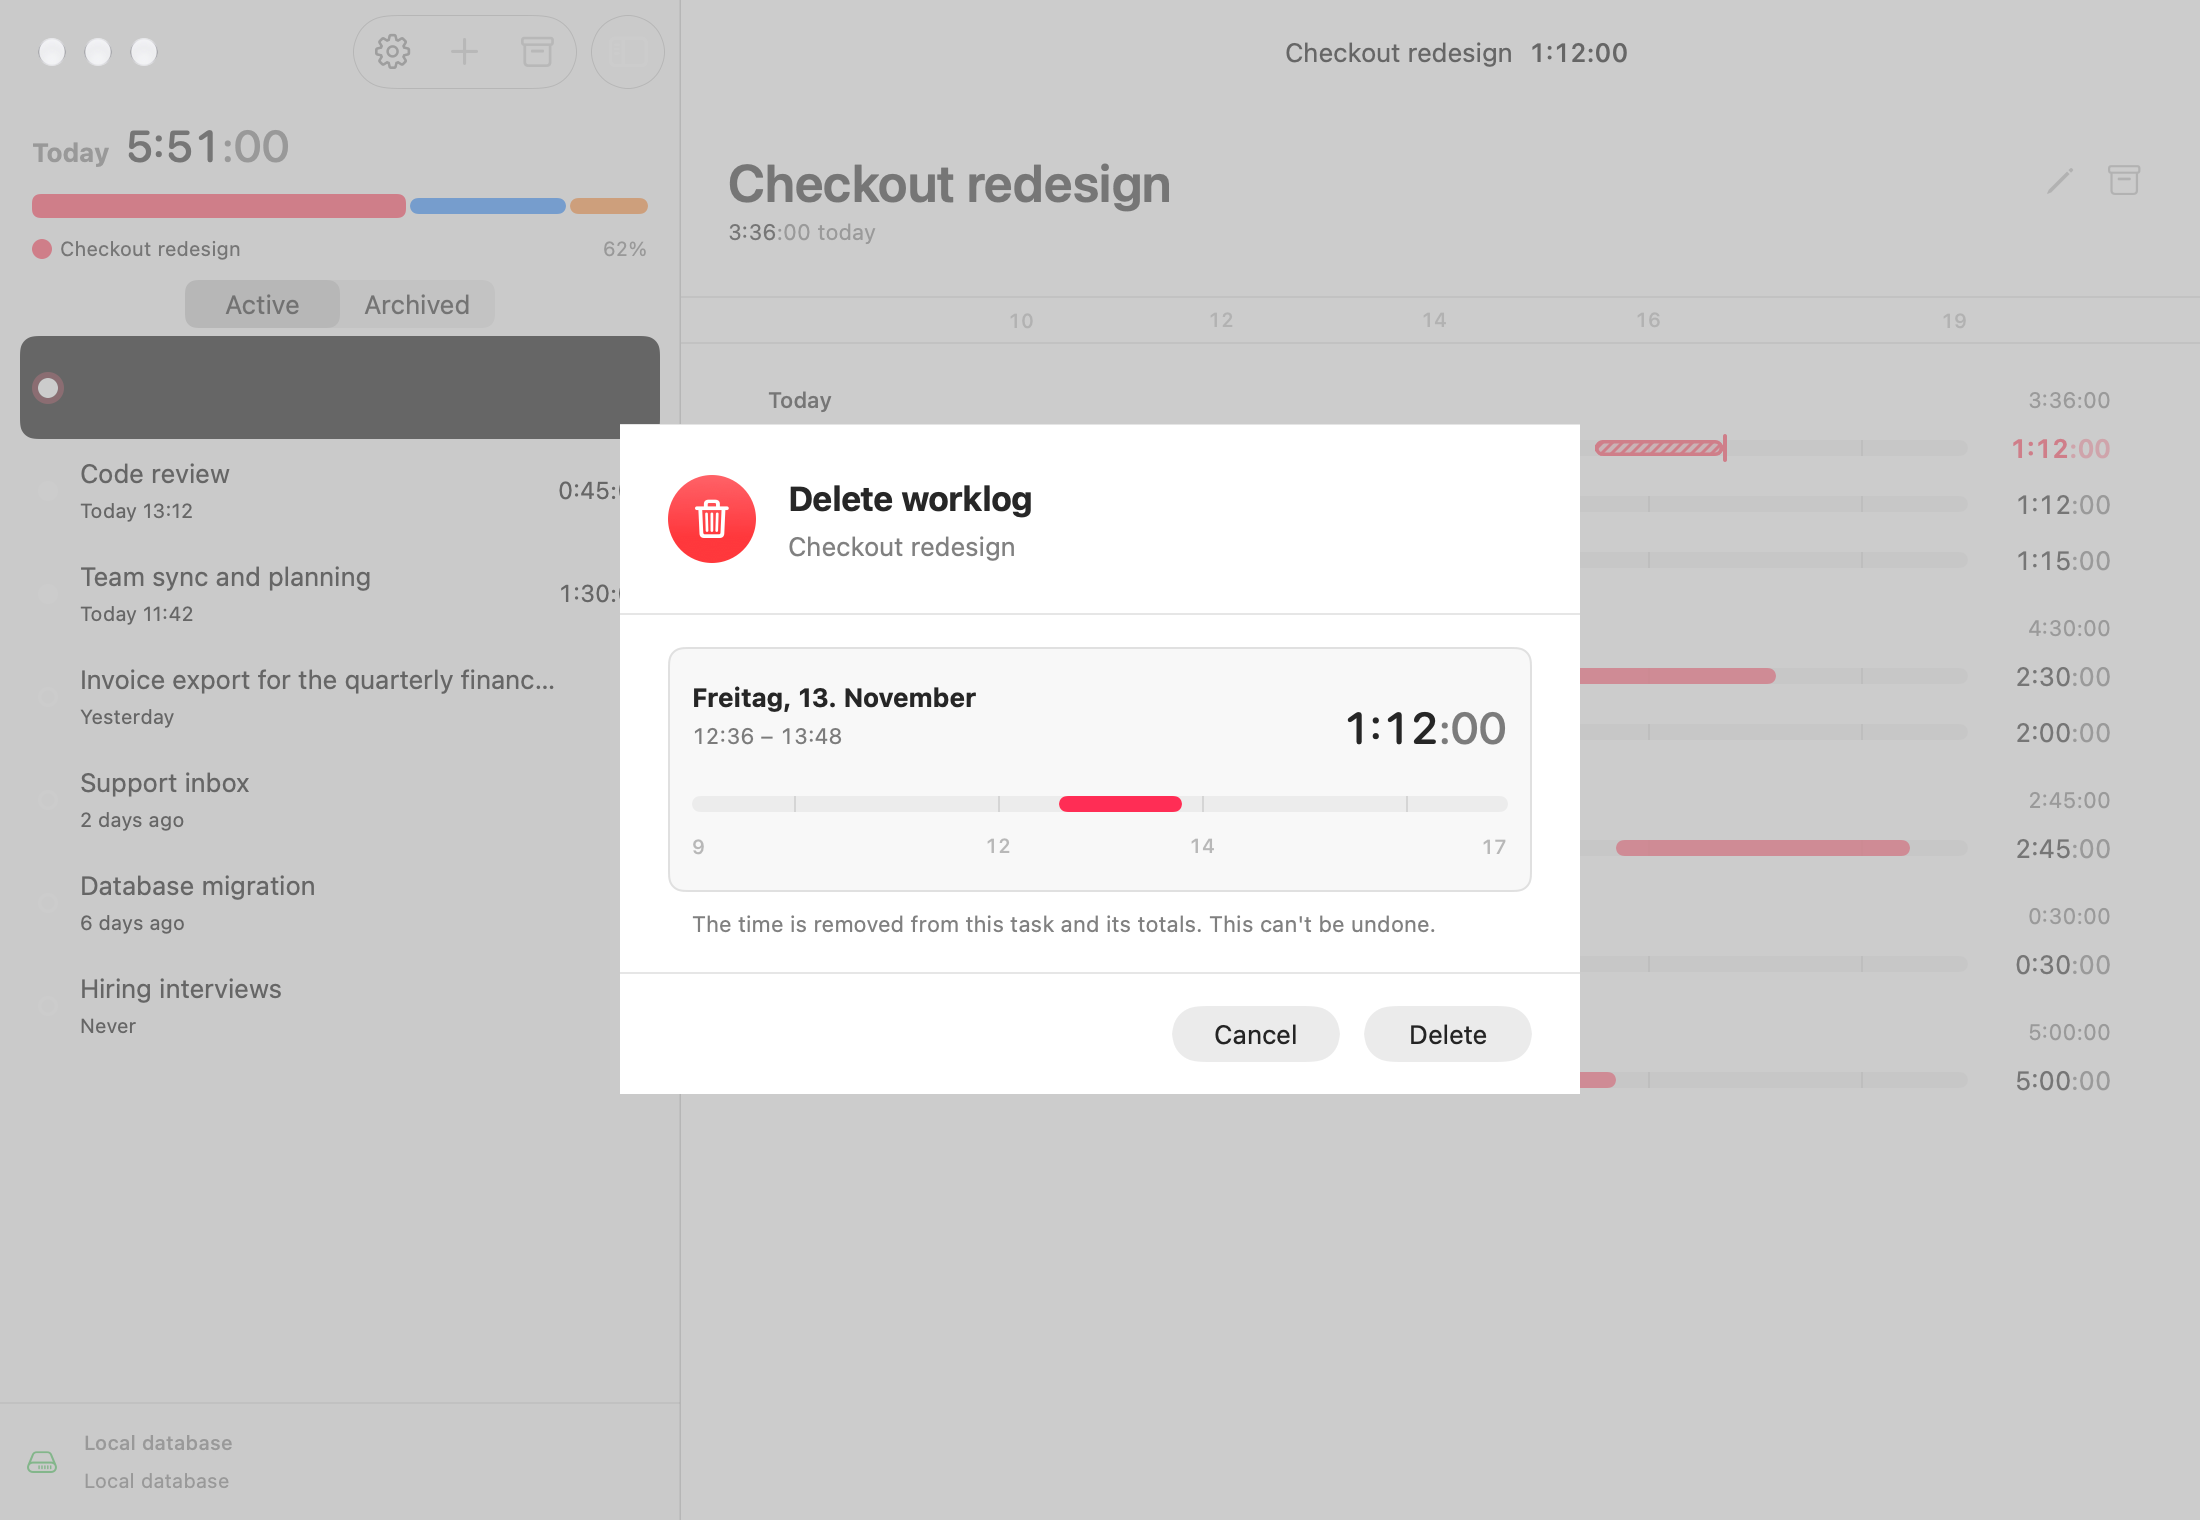 Checkout redesign 1:12:00
Today 5:51:00
Checkout redesign 62%
Active Archived
Code review
Today 13:12
0:45:
Team sync and planning
Today 11:42
1:30:
Invoice export for the quarterly financ...
Yesterday
Support inbox
2 days ago
Database migration
6 days ago
Hiring interviews
Never
Local database
Local database
Checkout redesign
3:36:00 today
10 12 14 16 19
Today 3:36:00
1:12:00
1:12:00
1:15:00
4:30:00
2:30:00
2:00:00
2:45:00
2:45:00
0:30:00
0:30:00
5:00:00
5:00:00
Delete worklog
Checkout redesign
Freitag, 13. November
12:36 – 13:48
1:12:00
9 12 14 17
The time is removed from this task and its totals. This can't be undone.
Cancel Delete